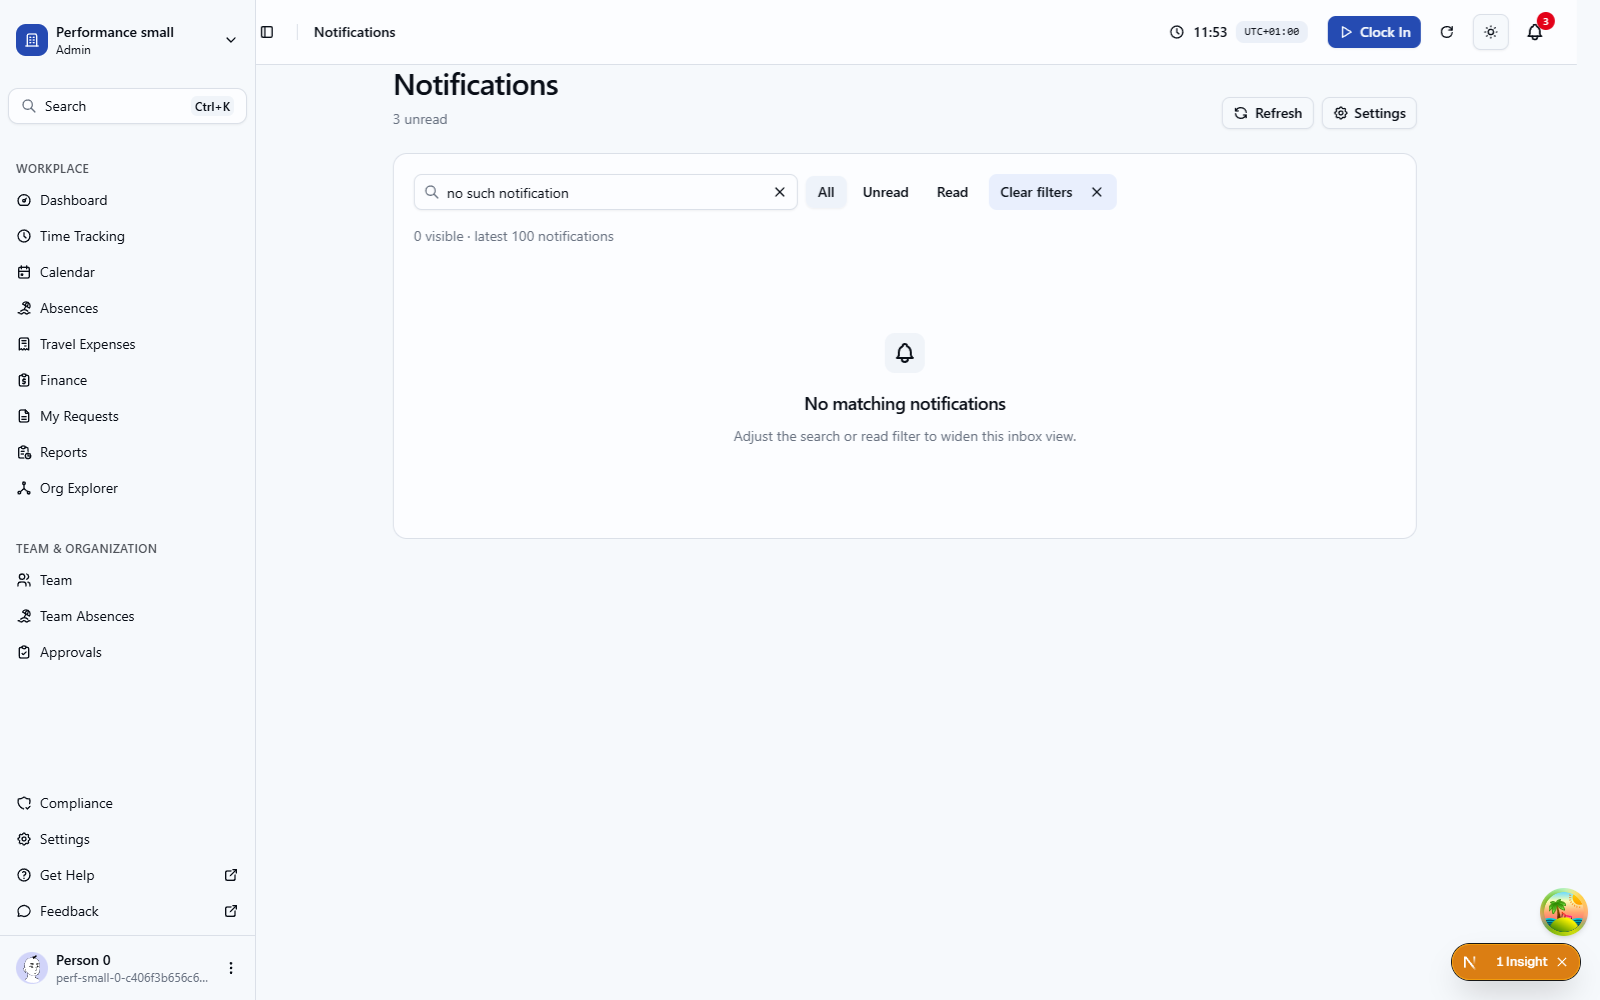 Performance small
Admin
Search
Ctrl+K
WORKPLACE
Dashboard
Time Tracking
Calendar
Absences
Travel Expenses
Finance
My Requests
Reports
Org Explorer
TEAM & ORGANIZATION
Team
Team Absences
Approvals
Compliance
Settings
Get Help
Feedback
Person 0
perf-small-0-c406f3b656c6...
Notifications
11:53
UTC+01:00
Clock In
3
Notifications
3 unread
Refresh
Settings
no such notification
All
Unread
Read
Clear filters
0 visible · latest 100 notifications
No matching notifications
Adjust the search or read filter to widen this inbox view.
1 Insight